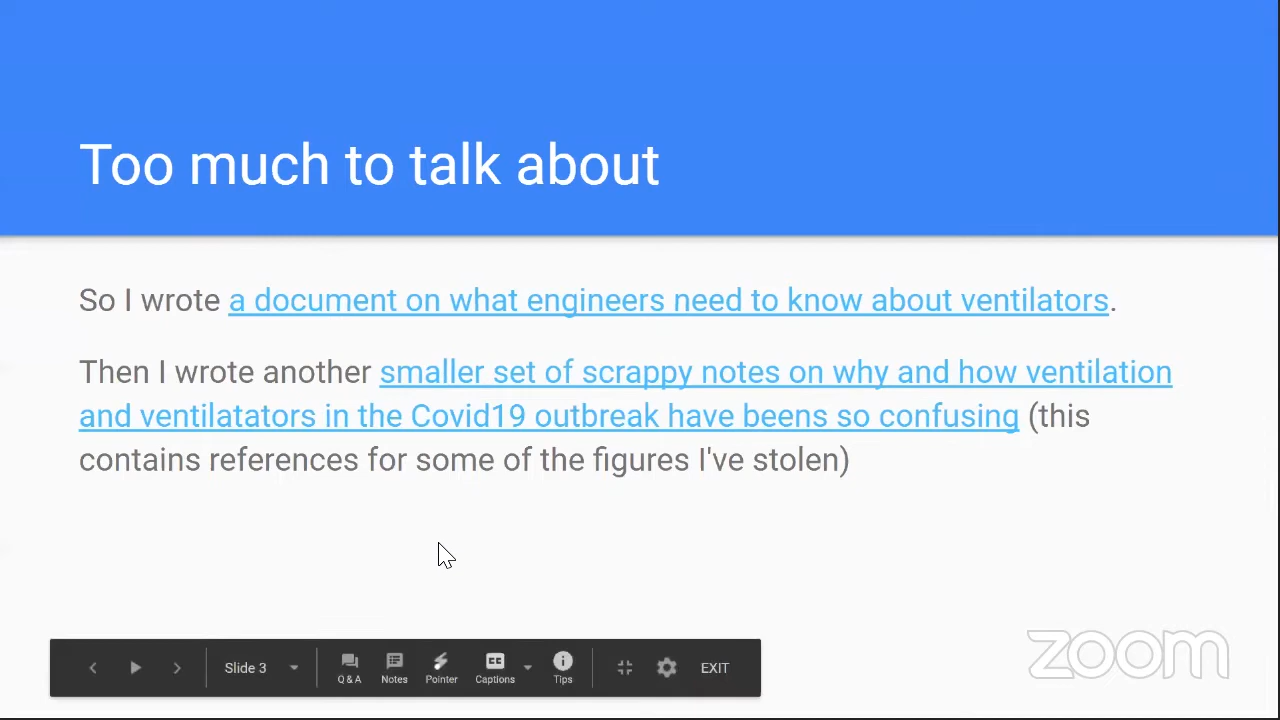 Too much to talk about
So I wrote a document on what engineers need to know about ventilators.
Then I wrote another smaller set of scrappy notes on why and how ventilation
and ventilatators in the Covid19 outbreak have beens so confusing (this
contains references for some of the figures I've stolen)
Slide 3
Q & A
Notes
Pointer
CC
Captions
Tips
EXIT
zoom